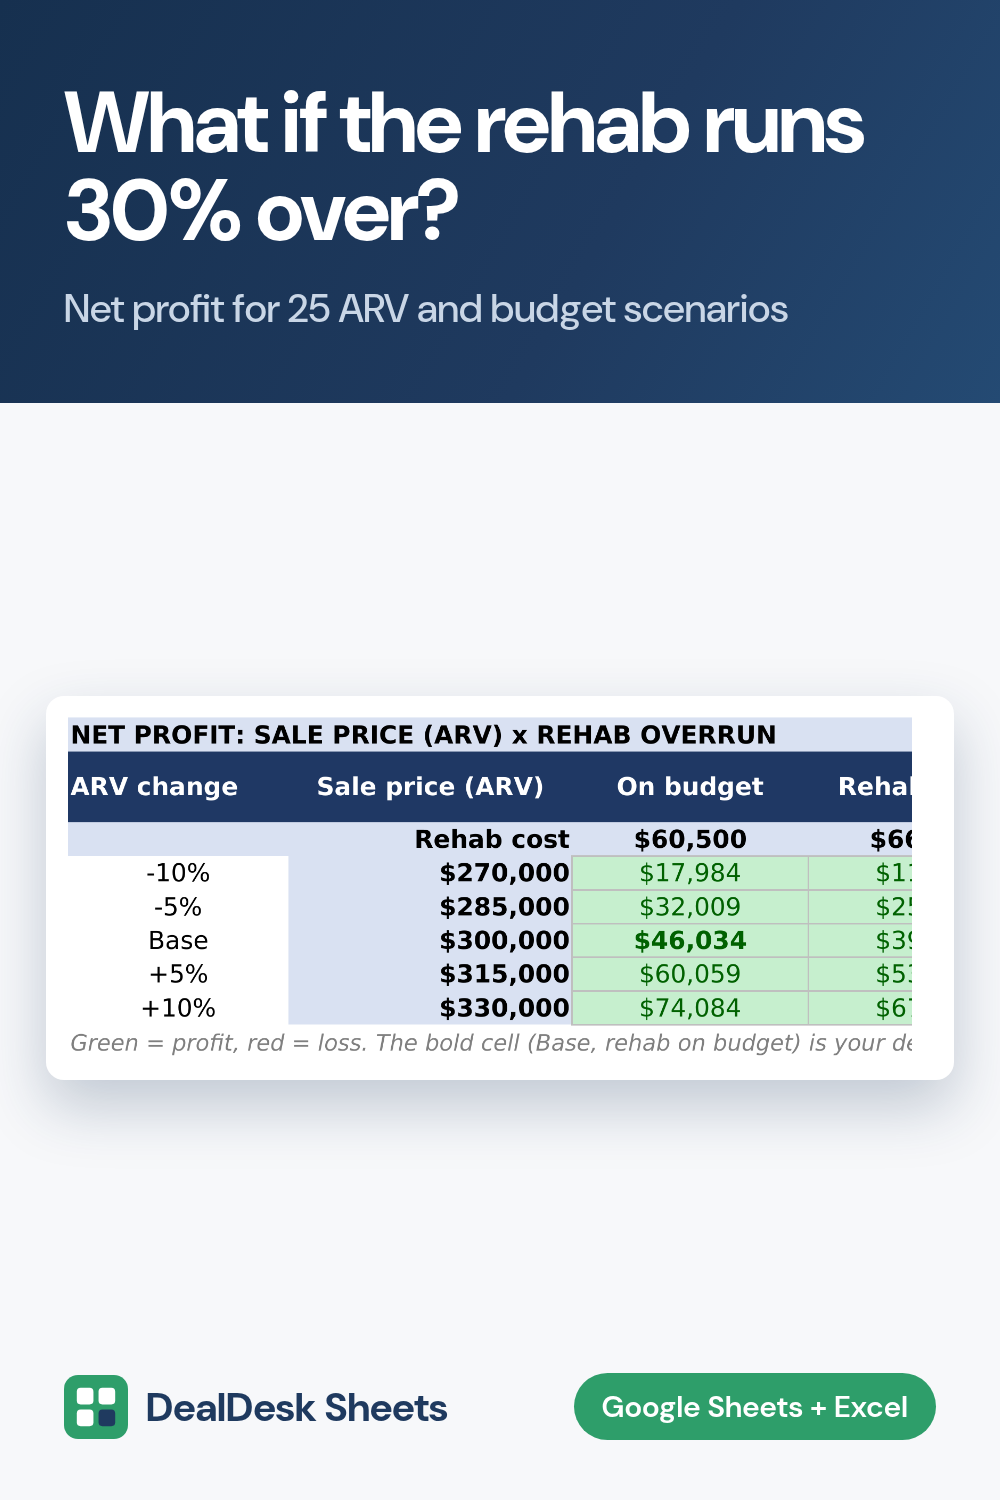 What if the rehab runs
30% over?
Net profit for 25 ARV and budget scenarios
NET PROFIT: SALE PRICE (ARV) x REHAB OVERRUN
ARV change Sale price (ARV) On budget
Rehab cost $60,500
-10% $270,000 $17,984
-5% $285,000 $32,009
Base $300,000 $46,034
+5% $315,000 $60,059
+10% $330,000 $74,084
Green = profit, red = loss. The bold cell (Base, rehab on budget) is your
DealDesk Sheets
Google Sheets + Excel